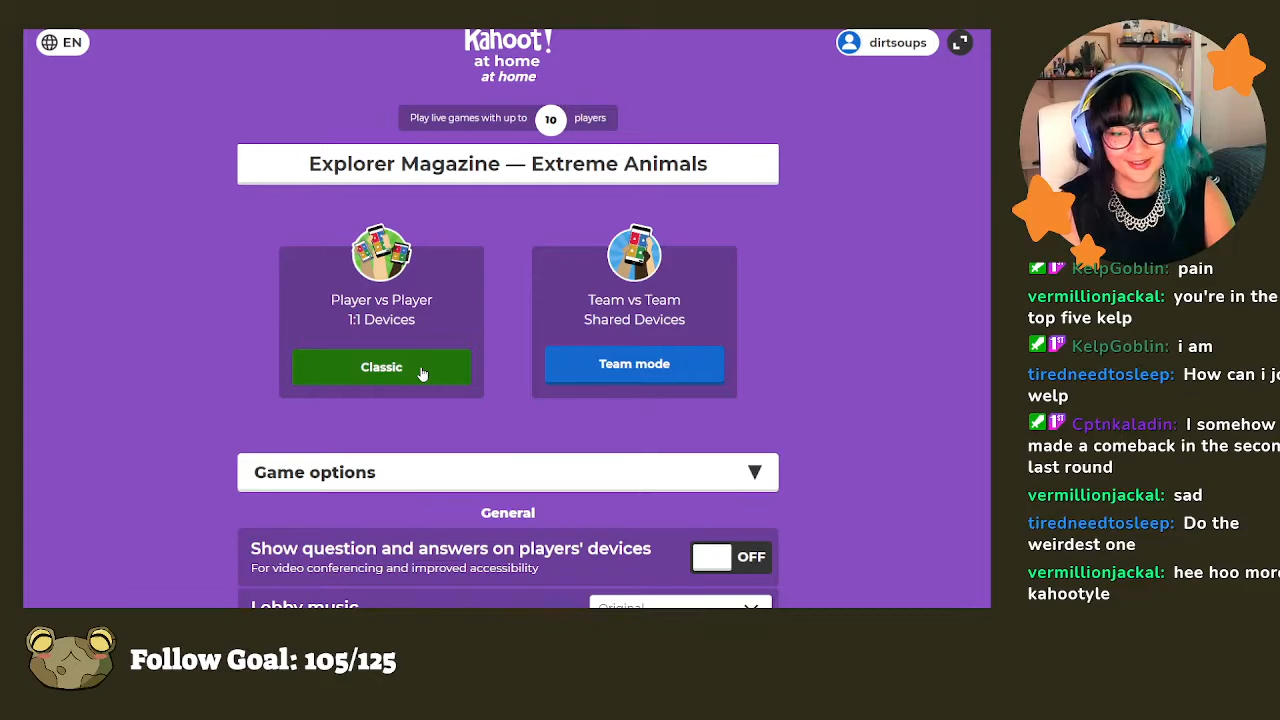 EN
Kahoot!
at home
at home
dirtsoups
Play live games with up to 10 players
Explorer Magazine — Extreme Animals
Player vs Player
1:1 Devices
Classic
Team vs Team
Shared Devices
Team mode
Game options ▼
General
Show question and answers on players' devices
For video conferencing and improved accessibility
OFF
Lobby music
Original
KelpGoblin: pain
vermillionjackal: you're in the
top five kelp
KelpGoblin: i am
tiredneedtosleep: How can i jo
welp
Cptnkaladin: I somehow
made a comeback in the secon
last round
vermillionjackal: sad
tiredneedtosleep: Do the
weirdest one
vermillionjackal: hee hoo more
kahootyle
Follow Goal: 105/125